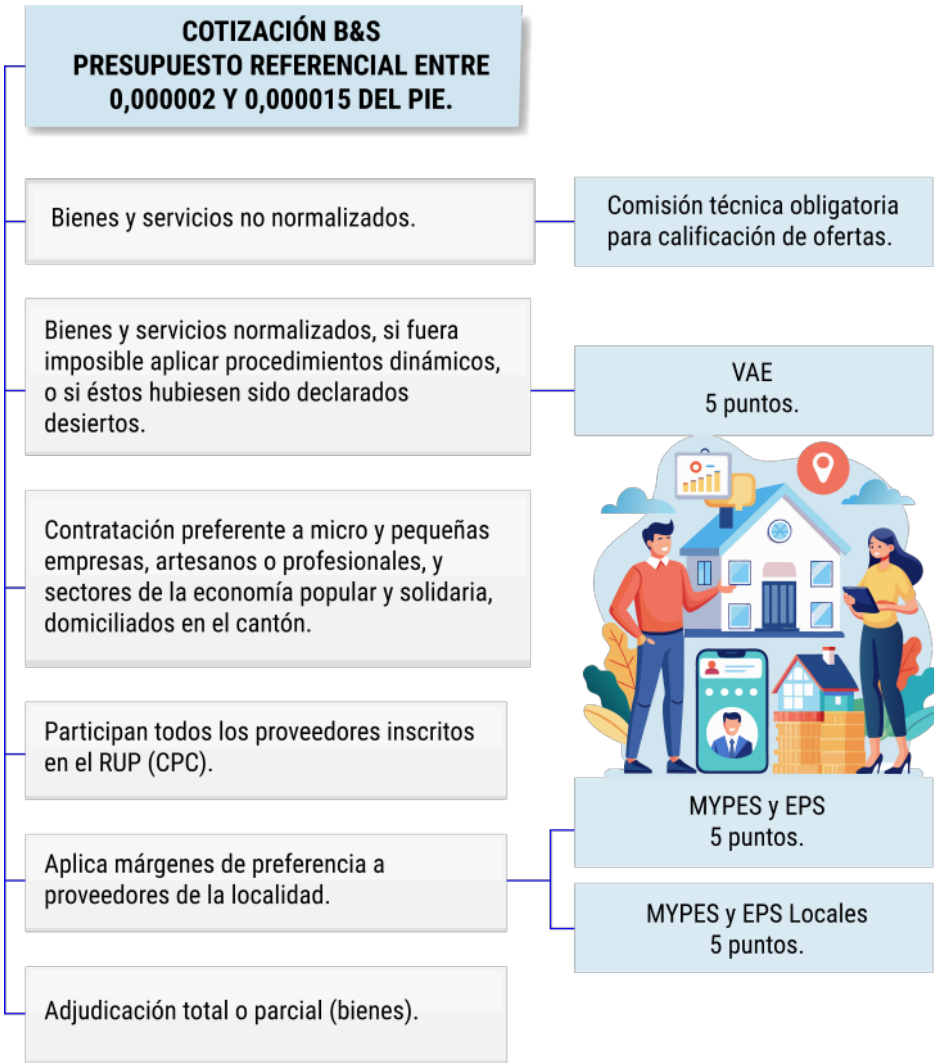 COTIZACIÓN B&S
PRESUPUESTO REFERENCIAL ENTRE
0,000002 Y 0,000015 DEL PIE.
Bienes y servicios no normalizados.
Comisión técnica obligatoria
para calificación de ofertas.
Bienes y servicios normalizados, si fuera
imposible aplicar procedimientos dinámicos,
o si éstos hubiesen sido declarados
desiertos.
VAE
5 puntos.
Contratación preferente a micro y pequeñas
empresas, artesanos o profesionales, y
sectores de la economía popular y solidaria,
domiciliados en el cantón.
Participan todos los proveedores inscritos
en el RUP (CPC).
Aplica márgenes de preferencia a
proveedores de la localidad.
MYPES y EPS
5 puntos.
MYPES y EPS Locales
5 puntos.
Adjudicación total o parcial (bienes).